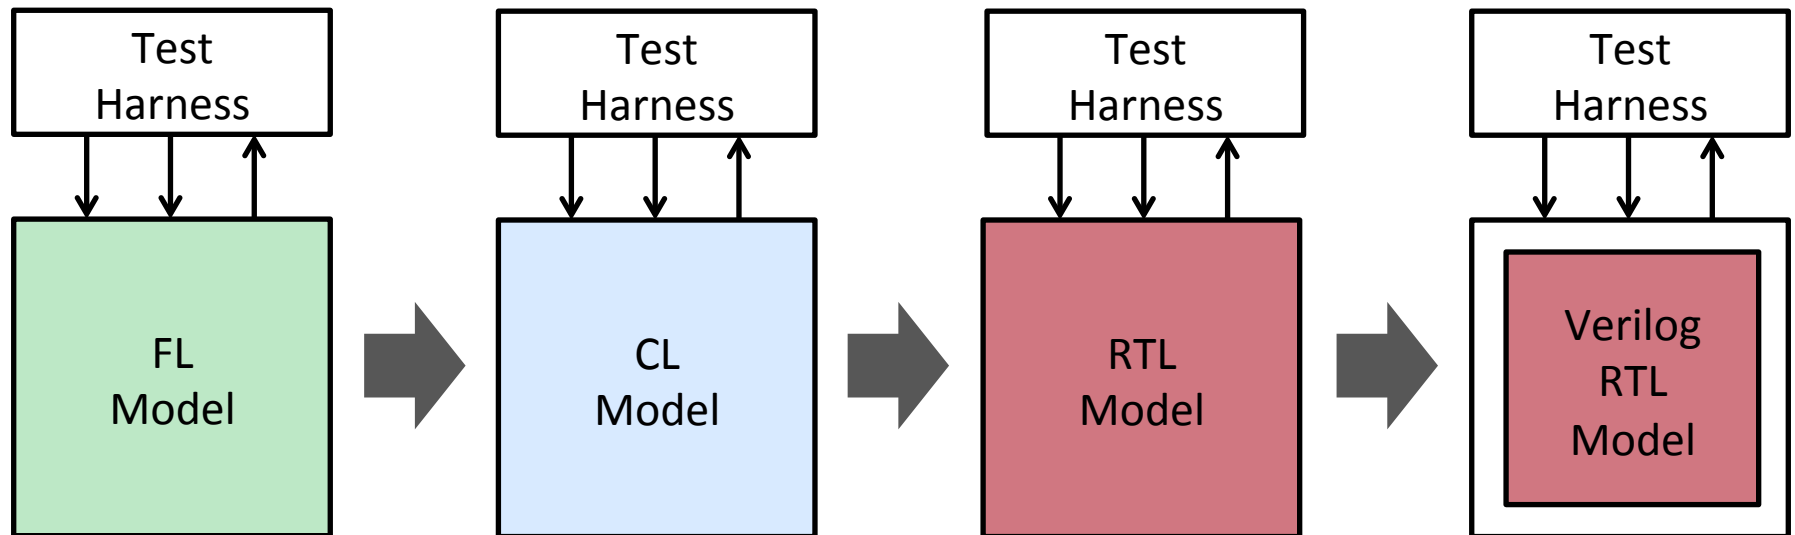 Test
Harness
Test
Harness
Test
Harness
Test
Harness
FL
Model
CL
Model
RTL
Model
Verilog
RTL
Model